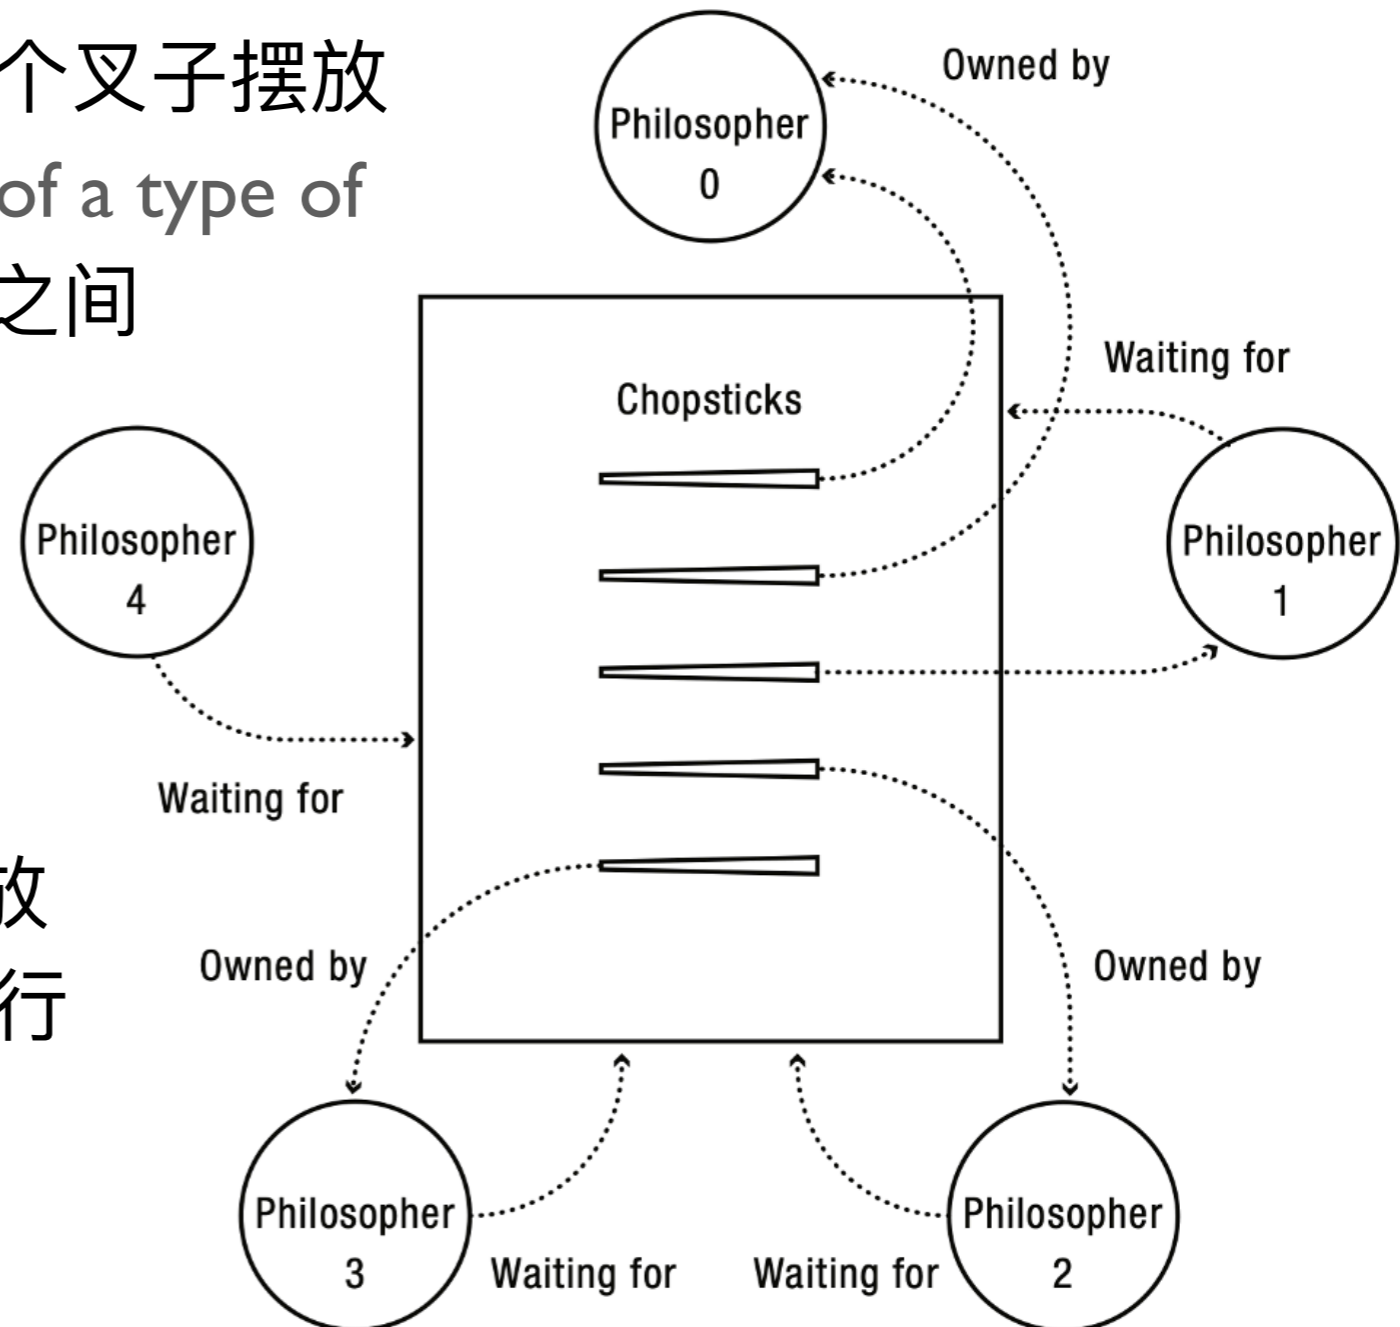 个叉子摆放
of a type of
之间
放
行
Owned by
Philosopher
0
Waiting for
Chopsticks
Philosopher
4
Philosopher
1
Waiting for
Owned by
Owned by
Philosopher
3
Waiting for
Waiting for
Philosopher
2